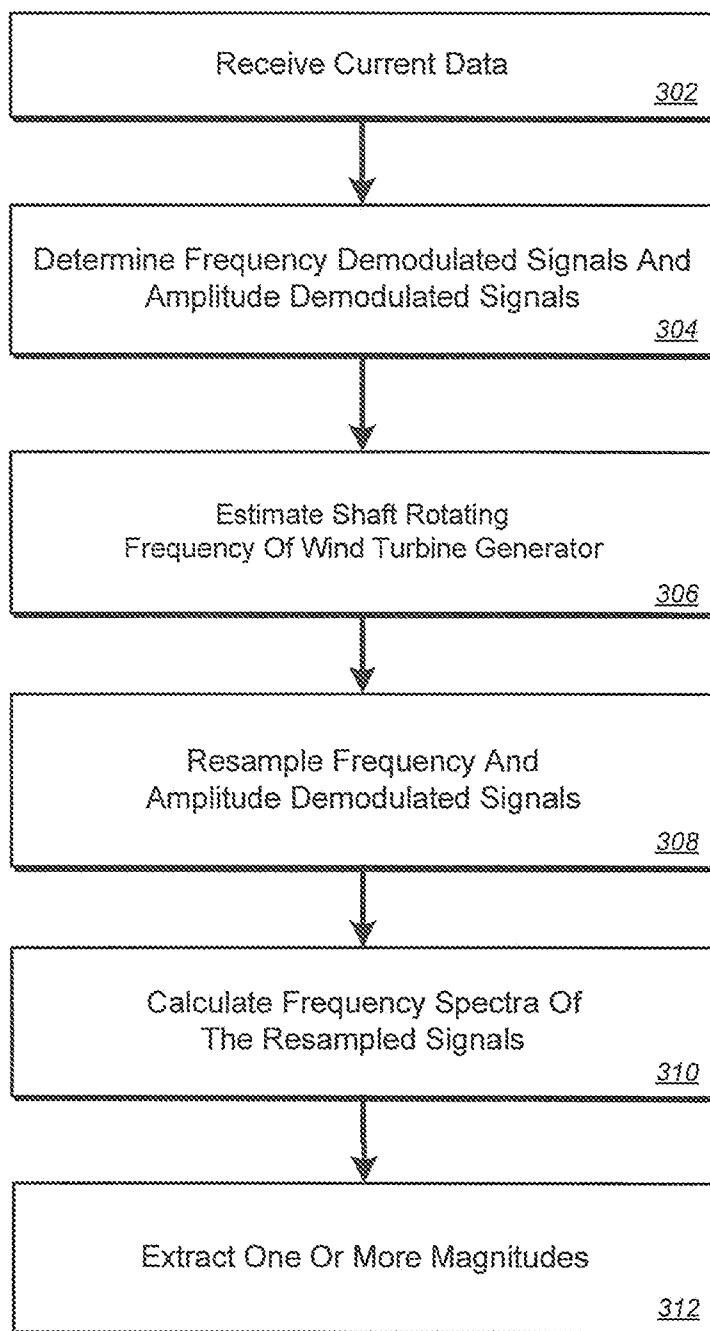 Receive Current Data
302
Determine Frequency Demodulated Signals And
Amplitude Demodulated Signals
304
Estimate Shaft Rotating
Frequency Of Wind Turbine Generator
306
Resample Frequency And
Amplitude Demodulated Signals
308
Calculate Frequency Spectra Of
The Resampled Signals
310
Extract One Or More Magnitudes
312